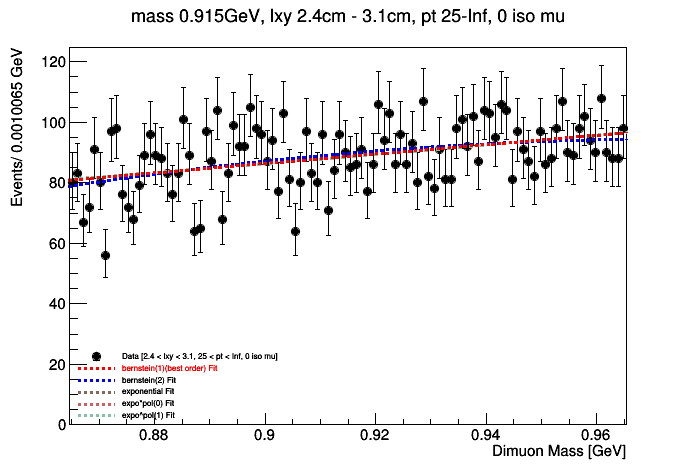 mass 0.915GeV, lxy 2.4cm - 3.1cm, pt 25-Inf, 0 iso mu
Events/ 0.0010065 GeV
120
100
80
60
40
20
0
Data [2.4 < lxy < 3.1, 25 < pt < Inf, 0 iso mu]
bernstein(1)(best order) Fit
bernstein(2) Fit
exponential Fit
expo*pol(0) Fit
expo^pol(1) Fit
0.88 0.9 0.92 0.94 0.96
Dimuon Mass [GeV]